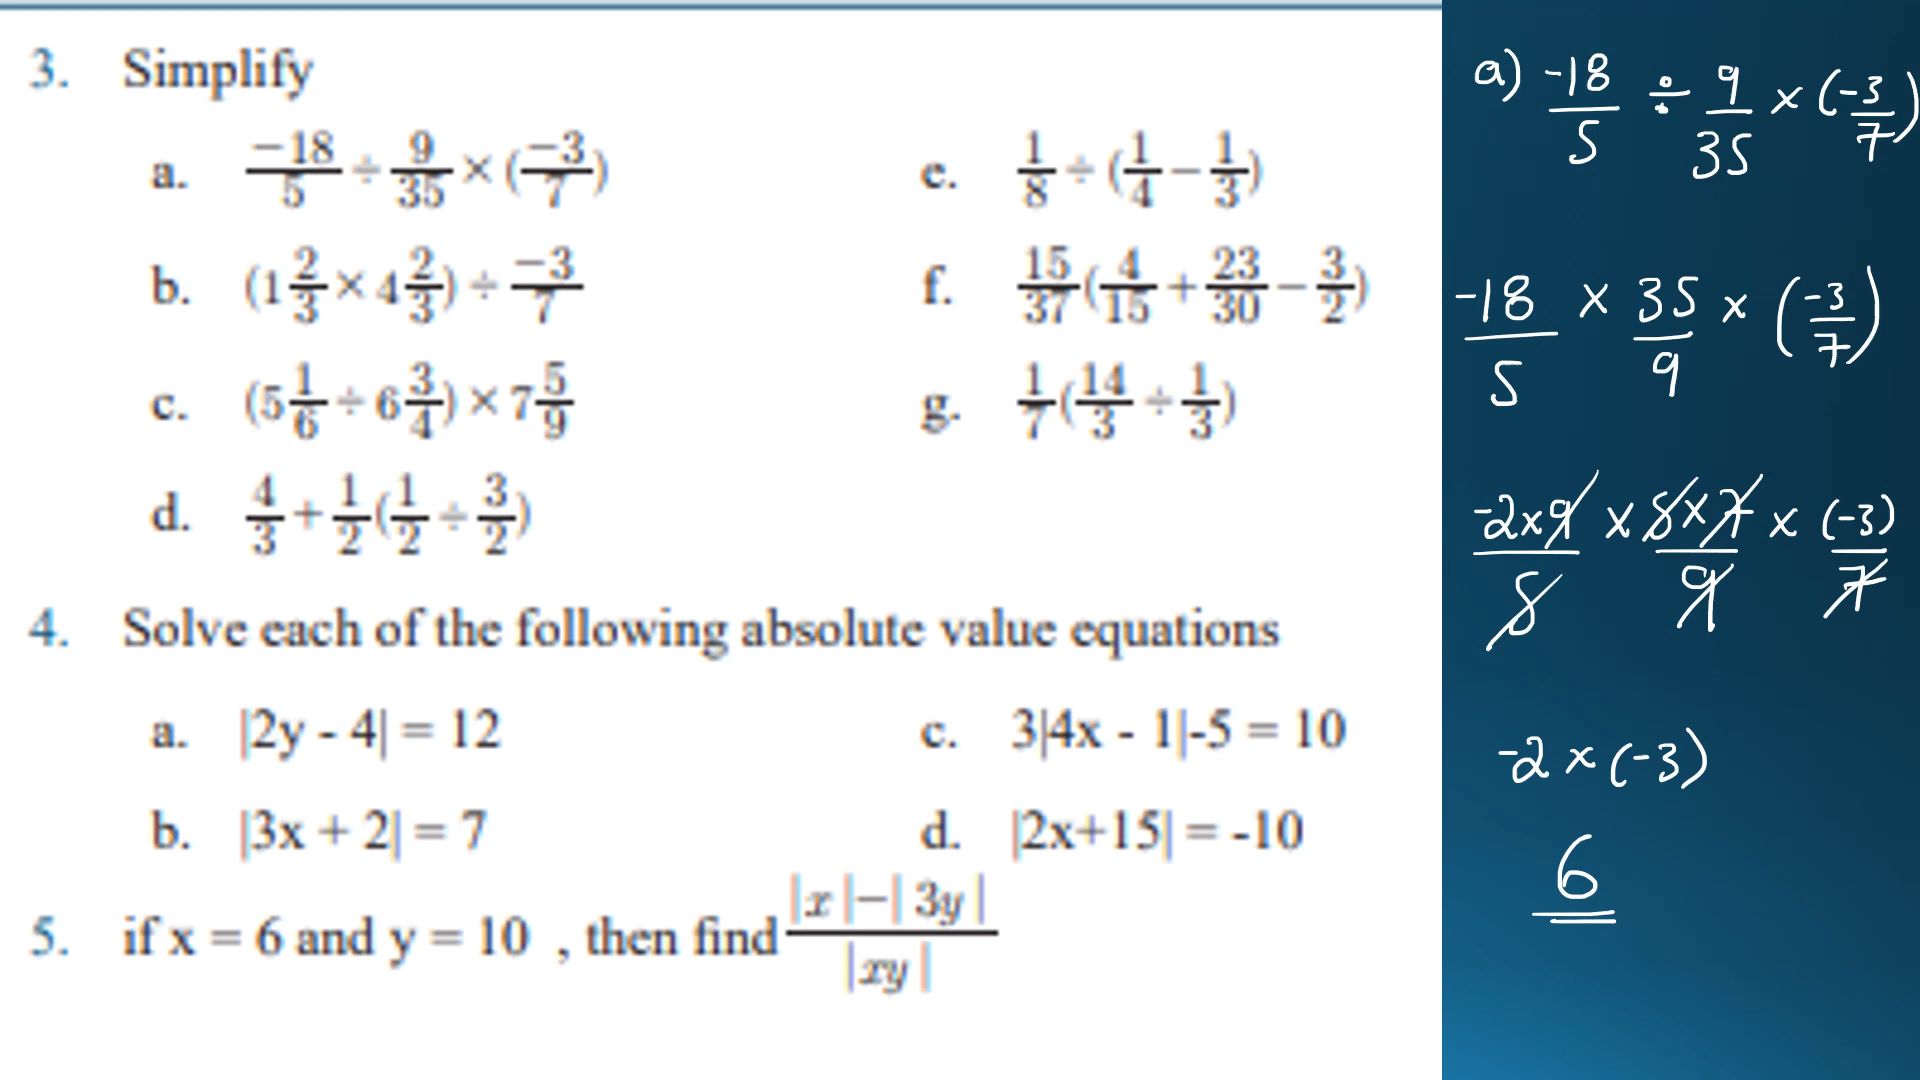 3. Simplify
a. -18/5 ÷ 9/35 × (-3/7)
e. 1/8 ÷ (1/4 - 1/3)
b. (1 2/3 × 4 2/3) ÷ -3/7
f. 15/37 (4/15 + 23/30 - 3/2)
c. (5 1/6 ÷ 6 3/4) × 7 5/9
g. 1/7 (14/3 ÷ 1/3)
d. 4/3 + 1/2 (1/2 ÷ 3/2)
4. Solve each of the following absolute value equations
a. |2y - 4| = 12
c. 3|4x - 1|-5 = 10
b. |3x + 2| = 7
d. |2x+15| = -10
5. if x = 6 and y = 10 , then find |x|-|3y| / |xy|
a) -18/5 ÷ 9/35 × (-3/7)
-18/5 × 35/9 × (-3/7)
-2×9/5 × 5×7/9 × (-3)/7
-2 × (-3)
6